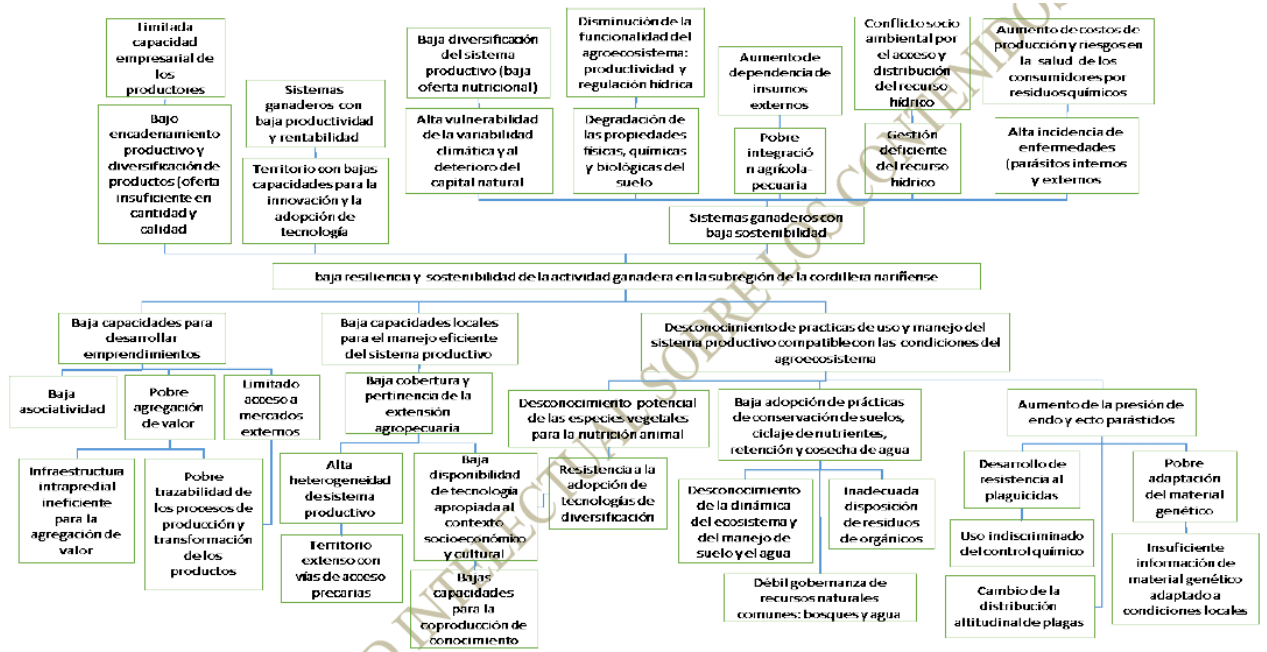 Limitada
capacidad
empresarial de
los
productores
Bajo
encadenamiento
productivo y
diversificación de
productos (oferta
insuficiente en
cantidad y
calidad
Sistemas
ganaderos con
baja productividad
y rentabilidad
Territorio con bajas
capacidades para la
innovación y la
adopción de
tecnología
Baja diversificación
del sistema
productivo (baja
oferta nutricional)
Alta vulnerabilidad
de la variabilidad
climática y al
deterioro del
capital natural
Disminución de la
funcionalidad del
agroecosistema:
productividad y
regulación hídrica
Degradación de
las propiedades
físicas, químicas
y biológicas del
suelo
Aumento de
dependencia de
insumos
externos
Pobre
integració
n agrícola-
pecuaria
Conflicto socio
ambiental por
el acceso y
distribución
del recurso
hídrico
Gestión
deficiente
del recurso
hídrico
Aumento de costos de
producción y riesgos en
la salud de los
consumidores por
residuos químicos
Alta incidencia de
enfermedades
(parásitos internos
y externos
Sistemas ganaderos con
baja sostenibilidad
baja resiliencia y sostenibilidad de la actividad ganadera en la subregión de la cordillera nariñense
Baja capacidades para
desarrollar
emprendimientos
Baja
asociatividad
Pobre
agregación
de valor
Limitado
acceso a
mercados
externos
Infraestructura
intrapredial
ineficiente
para la
agregación de
valor
Pobre
trazabilidad de
los procesos de
producción y
transformación
de los
productos
Baja capacidades locales
para el manejo eficiente
del sistema productivo
Baja cobertura y
pertinencia de la
extensión
agropecuaria
Alta
heterogeneidad
de sistema
productivo
Territorio
extenso con
vías de acceso
precarias
Baja
disponibilidad
de tecnología
apropiada al
contexto
socioeconómico
y cultural
Bajas
capacidades
para la
coproducción de
conocimiento
Desconocimiento de practicas de uso y manejo del
sistema productivo compatible con las condiciones del
agroecosistema
Desconocimiento potencial
de las especies vegetales
para la nutrición animal
Resistencia a la
adopción de
tecnologías de
diversificación
Baja adopción de prácticas
de conservación de suelos,
ciclaje de nutrientes,
retención y cosecha de agua
Desconocimiento
de la dinámica
del ecosistema y
del manejo de
suelo y el agua
Inadecuada
disposición
de residuos
de orgánicos
Débil gobernanza de
recursos naturales
comunes: bosques y agua
Aumento de la presión de
endo y ecto parástidos
Desarrollo de
resistencia al
plaguicidas
Uso indiscriminado
del control químico
Cambio de la
distribución
altitudinal de plagas
Pobre
adaptación
del material
genético
Insuficiente
información de
material genético
adaptado a
condiciones locales
O INTELECTUAL SOBRE LOS CONTENIDOS